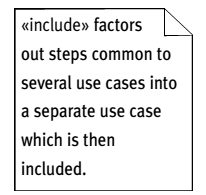 «include» factors
out steps common to
several use cases into
a separate use case
which is then
included.